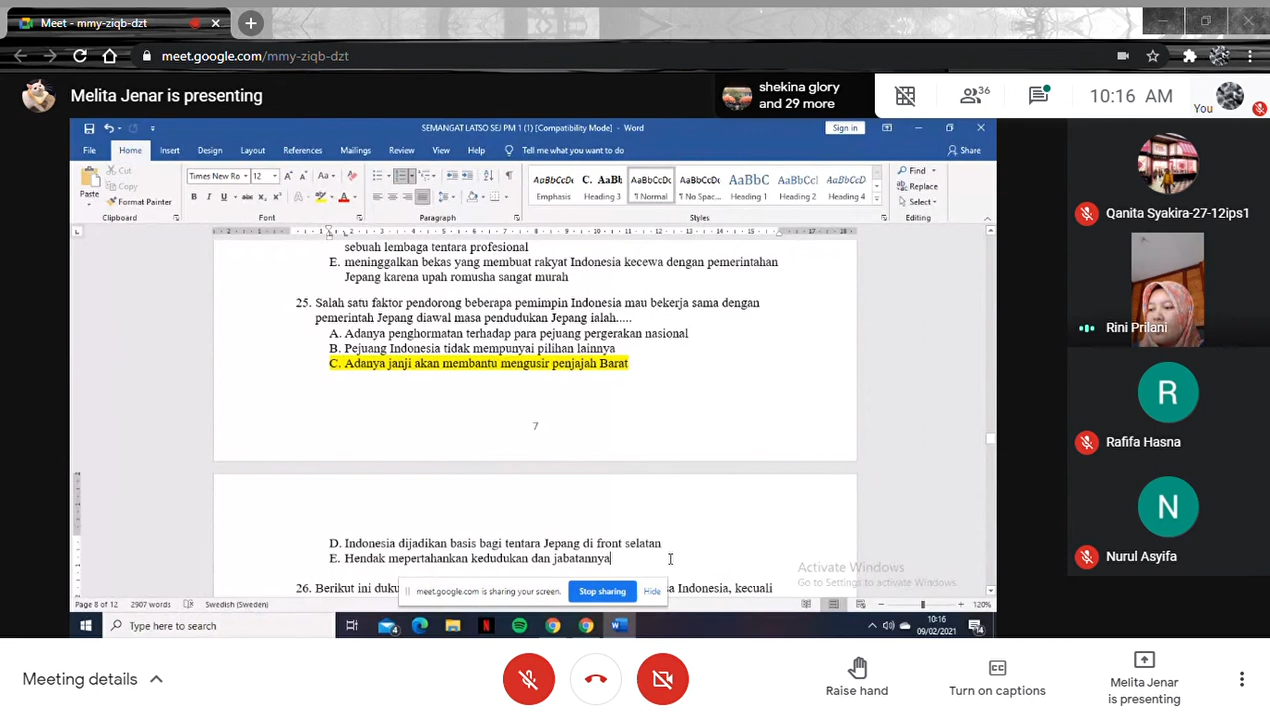 Meet - mmy-ziqb-dzt
meet.google.com/mmy-ziqb-dzt
Melita Jenar is presenting
shekina glory
and 29 more
36
10:16 AM
You
SEMANGAT LATSO SEJ PM 1 (1) [Compatibility Mode] - Word
Sign in
File Home Insert Design Layout References Mailings Review View Help Tell me what you want to do Share
Paste
Cut
Copy
Format Painter
Clipboard
Times New Ro 12
Font
Paragraph
AaBbCcDc C. AaBb AaBbCcDc AaBbCcDc AaBbC AaBbCcI AaBbCcD
Emphasis Heading 3 ¶ Normal ¶ No Spac... Heading 1 Heading 2 Heading 4
Styles
Find
Replace
Select
Editing
sebuah lembaga tentara profesional
E. meninggalkan bekas yang membuat rakyat Indonesia kecewa dengan pemerintahan
Jepang karena upah romusha sangat murah
25. Salah satu faktor pendorong beberapa pemimpin Indonesia mau bekerja sama dengan
pemerintah Jepang diawal masa pendudukan Jepang ialah.....
A. Adanya penghormatan terhadap para pejuang pergerakan nasional
B. Pejuang Indonesia tidak mempunyai pilihan lainnya
C. Adanya janji akan membantu mengusir penjajah Barat
7
D. Indonesia dijadikan basis bagi tentara Jepang di front selatan
E. Hendak mepertahankan kedudukan dan jabatannya
26. Berikut ini duku
sa Indonesia, kecuali
meet.google.com is sharing your screen. Stop sharing Hide
Activate Windows
Go to Settings to activate Windows.
Page 8 of 12 2907 words Swedish (Sweden) 120%
Type here to search
4
10:16
09/02/2021
14
Qanita Syakira-27-12ips1
Rini Prilani
R
Rafifa Hasna
N
Nurul Asyifa
Meeting details
Raise hand
Turn on captions
Melita Jenar
is presenting